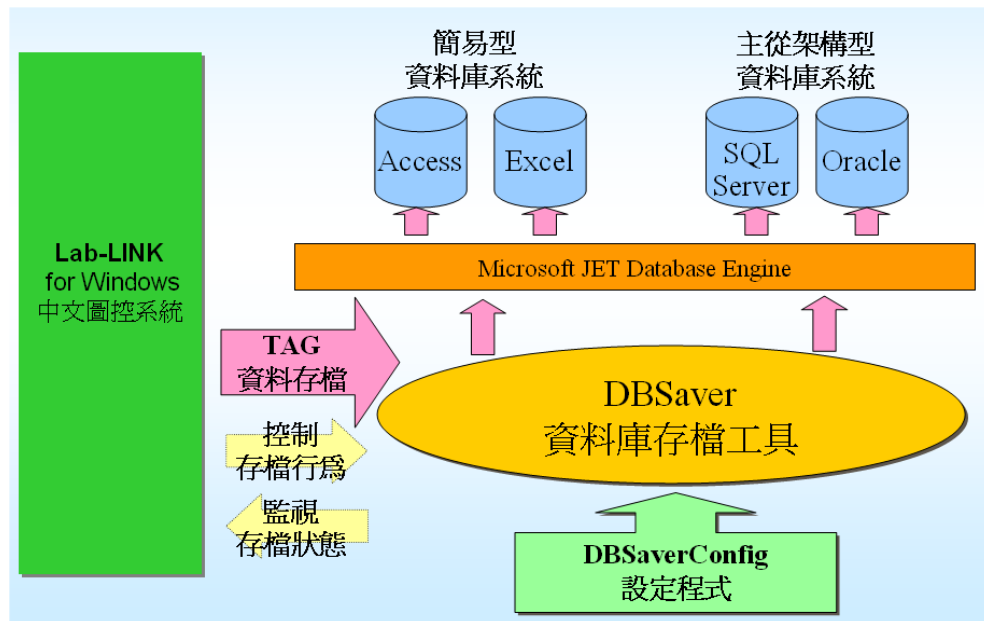 簡易型
資料庫系統
主從架構型
資料庫系統
Access
Excel
SQL
Server
Oracle
Microsoft JET Database Engine
Lab-LINK
for Windows
中文圖控系統
TAG
資料存檔
DBSaver
資料庫存檔工具
控制
存檔行為
監視
存檔狀態
DBSaverConfig
設定程式